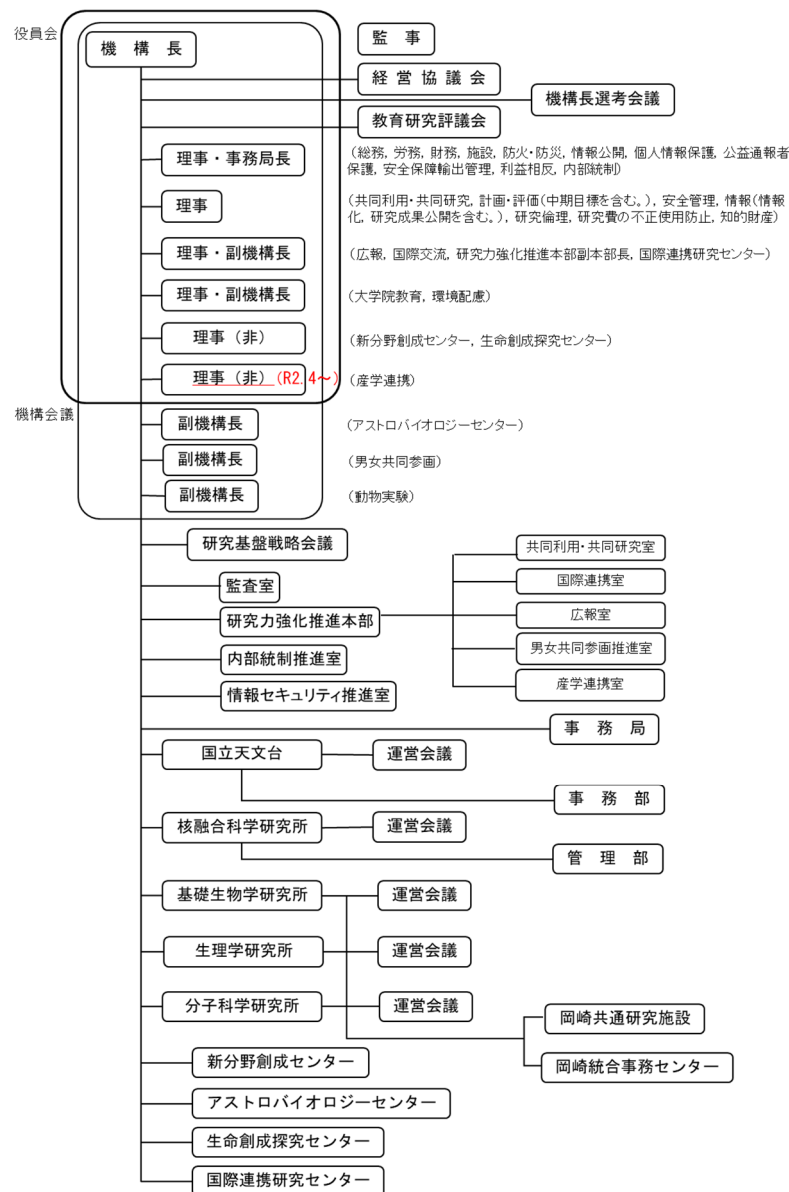 役員会
機　構　長
監　事
経 営 協 議 会
機構長選考会議
教育研究評議会
理事・事務局長
（総務, 労務, 財務, 施設, 防火・防災, 情報公開, 個人情報保護, 公益通報者
保護, 安全保障輸出管理, 利益相反, 内部統制）
理事
（共同利用・共同研究, 計画・評価（中期目標を含む。）, 安全管理, 情報（情報
化, 研究成果公開を含む。）, 研究倫理, 研究費の不正使用防止, 知的財産）
理事・副機構長
（広報, 国際交流, 研究力強化推進本部副本部長, 国際連携研究センター）
理事・副機構長
（大学院教育, 環境配慮）
理事（非）
（新分野創成センター, 生命創成探究センター）
理事（非）（R2. 4～）
（産学連携）
機構会議
副機構長
（アストロバイオロジーセンター）
副機構長
（男女共同参画）
副機構長
（動物実験）
研究基盤戦略会議
共同利用・共同研究室
国際連携室
監査室
広報室
研究力強化推進本部
男女共同参画推進室
内部統制推進室
産学連携室
情報セキュリティ推進室
事　務　局
国立天文台
運営会議
事　務　部
核融合科学研究所
運営会議
管　理　部
基礎生物学研究所
運営会議
生理学研究所
運営会議
分子科学研究所
運営会議
岡崎共通研究施設
新分野創成センター
岡崎統合事務センター
アストロバイオロジーセンター
生命創成探究センター
国際連携研究センター